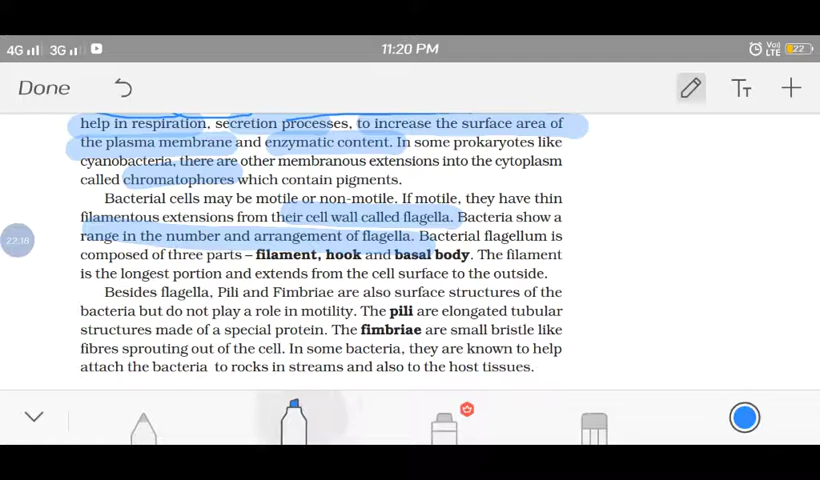 4G 3G 11:20 PM Vo) LTE 22
Done
help in respiration, secretion processes, to increase the surface area of
the plasma membrane and enzymatic content. In some prokaryotes like
cyanobacteria, there are other membranous extensions into the cytoplasm
called chromatophores which contain pigments.
Bacterial cells may be motile or non-motile. If motile, they have thin
filamentous extensions from their cell wall called flagella. Bacteria show a
range in the number and arrangement of flagella. Bacterial flagellum is
composed of three parts – filament, hook and basal body. The filament
is the longest portion and extends from the cell surface to the outside.
Besides flagella, Pili and Fimbriae are also surface structures of the
bacteria but do not play a role in motility. The pili are elongated tubular
structures made of a special protein. The fimbriae are small bristle like
fibres sprouting out of the cell. In some bacteria, they are known to help
attach the bacteria to rocks in streams and also to the host tissues.
22:18
TT